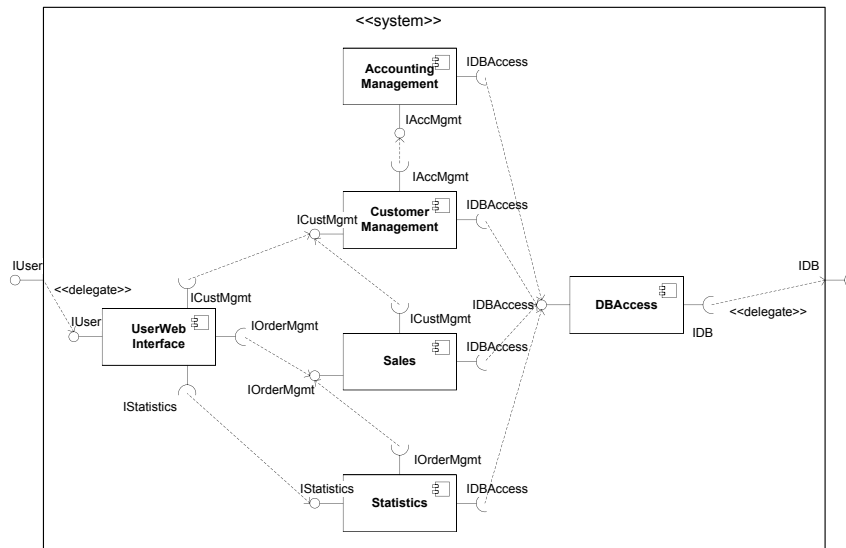 <<system>>
IDBAccess
Accounting
Management
IAccMgmt
IAccMgmt
IDBAccess
Customer
Management
ICustMgmt
IUser
<<delegate>>
IDB
ICustMgmt
IUser
UserWeb
Interface
IOrderMgmt
ICustMgmt
IDBAccess
DBAccess
<<delegate>>
IDB
IDBAccess
Sales
IOrderMgmt
IStatistics
IOrderMgmt
IStatistics
Statistics
IDBAccess